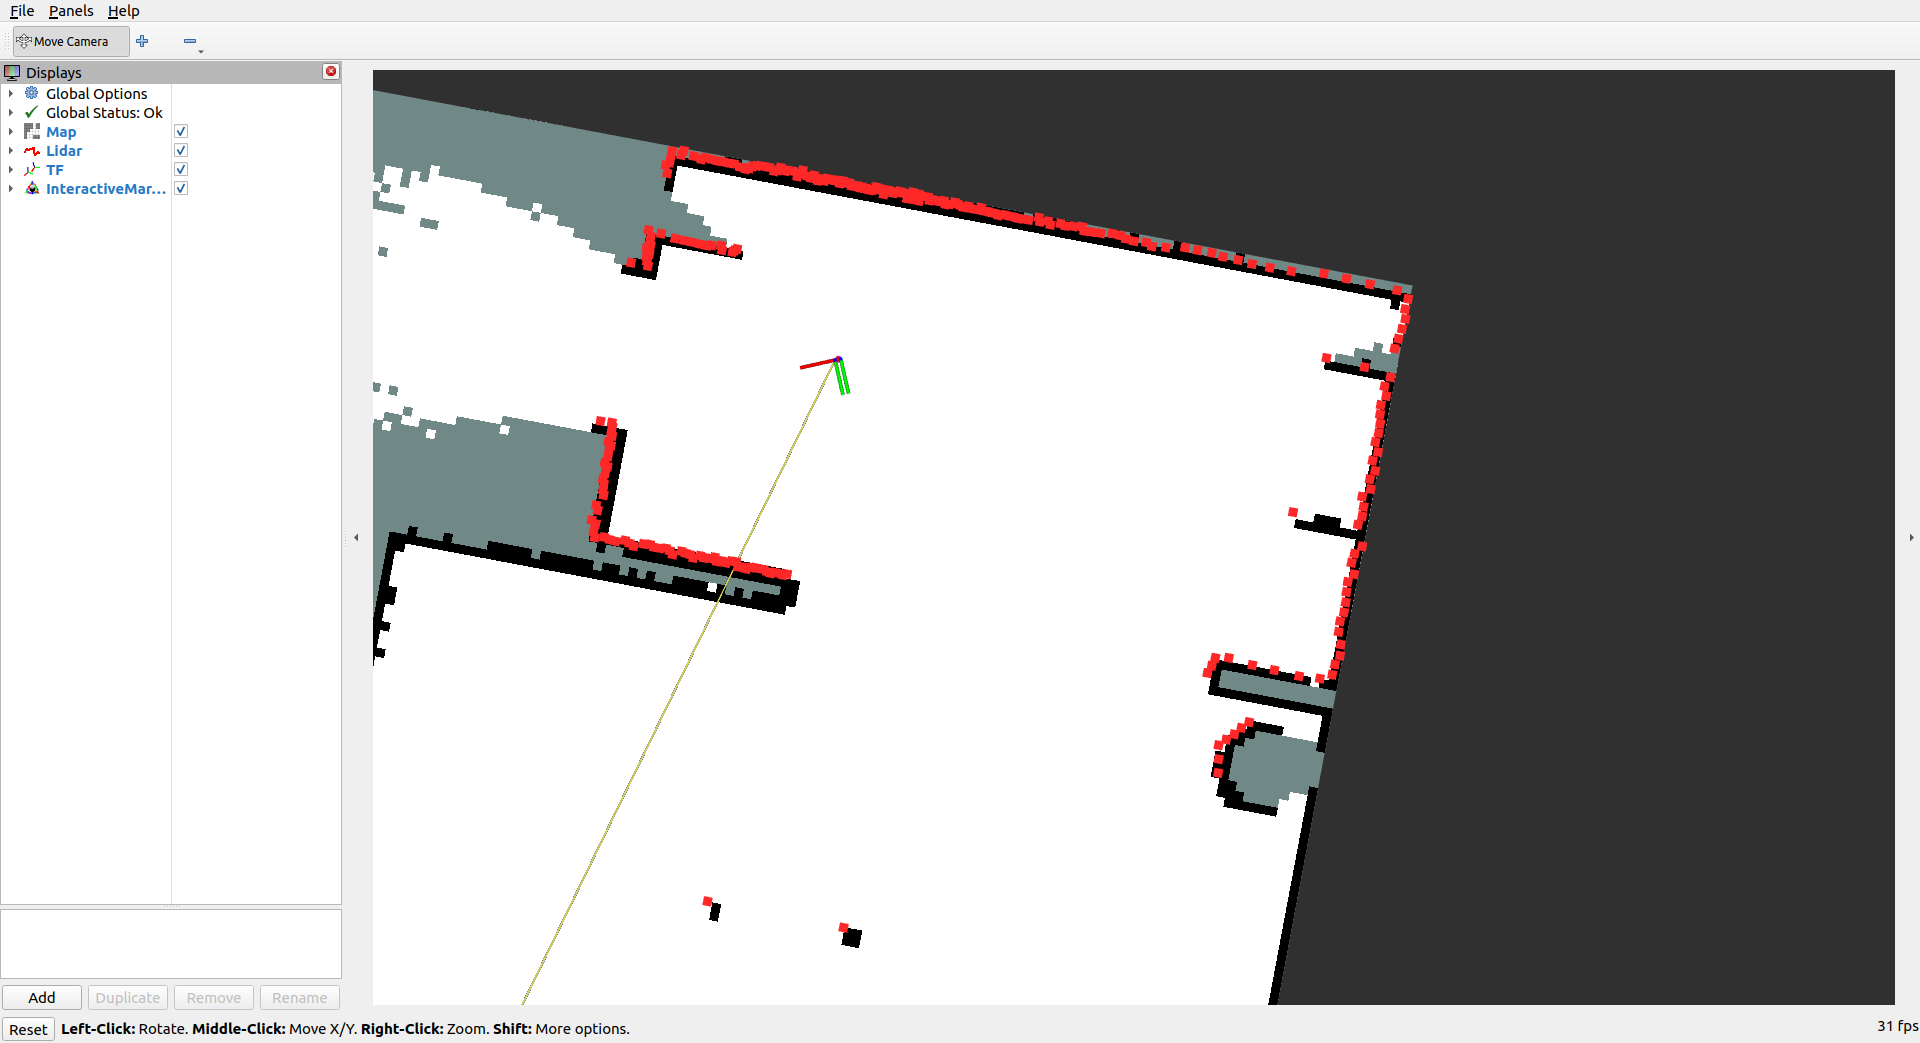 File Panels Help
Move Camera
Displays
Global Options
Global Status: Ok
Map
Lidar
TF
InteractiveMar...
Add Duplicate Remove Rename
Reset Left-Click: Rotate. Middle-Click: Move X/Y. Right-Click: Zoom. Shift: More options. 31 fps